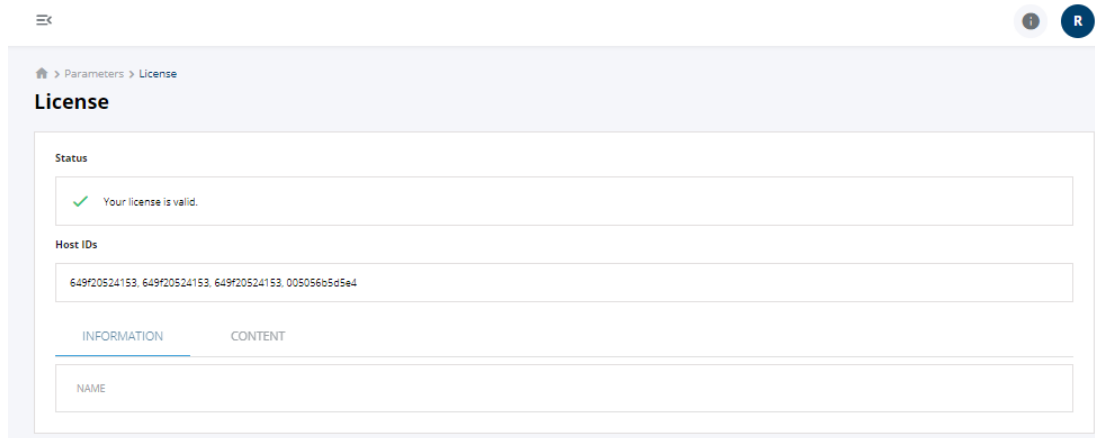 R
Parameters > License
License
Status
Your license is valid.
Host IDs
649f20524153, 649f20524153, 649f20524153, 005056b5d5e4
INFORMATION CONTENT
NAME